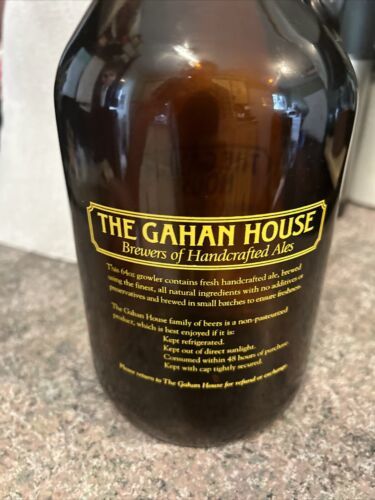 THE GAHAN HOUSE
Brewers of Handcrafted Ales
This 64oz growler contains fresh handcrafted ale, brewed
using the finest, all natural ingredients with no additives or
preservatives and brewed in small batches to ensure freshness.
The Gahan House family of beers is a non-pasteurized
product, which is best enjoyed if it is:
Kept refrigerated.
Kept out of direct sunlight.
Consumed within 48 hours of purchase.
Kept with cap tightly secured.
Please return to The Gahan House for refund or exchange.